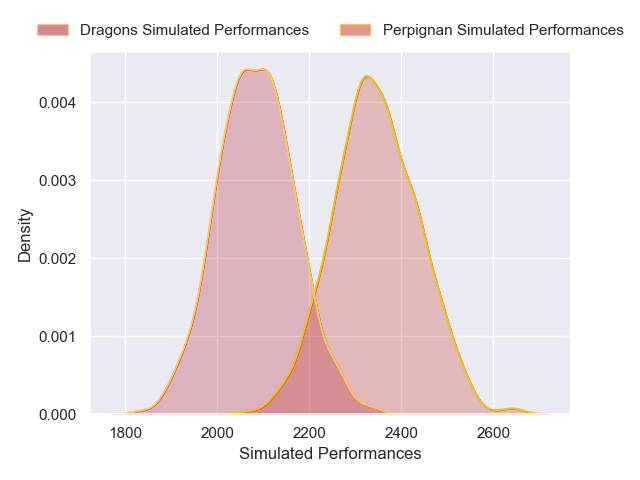 Dragons Simulated Performances
Perpignan Simulated Performances
Density
0.004
0.003
0.002
0.001
0.000
1800
2000
2200
2400
2600
Simulated Performances